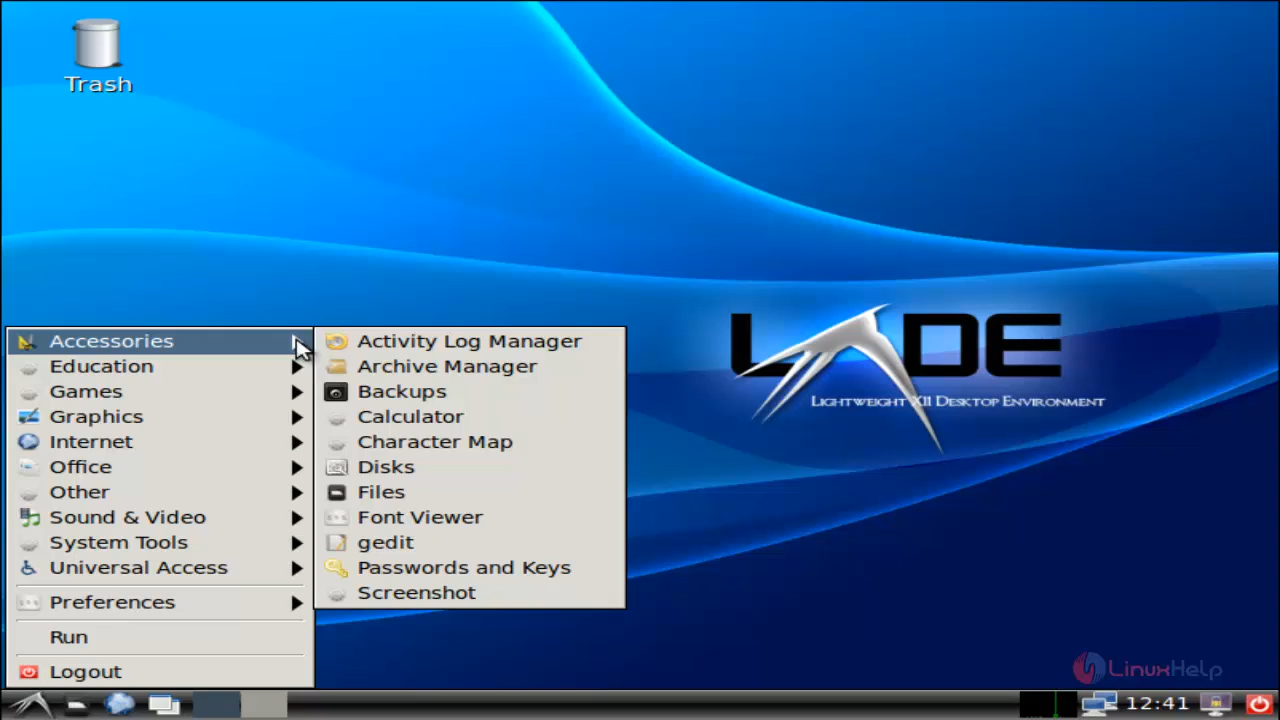 Trash
LXDE
Lightweight X11 Desktop Environment
Accessories
Education
Games
Graphics
Internet
Office
Other
Sound & Video
System Tools
Universal Access
Preferences
Run
Logout
Activity Log Manager
Archive Manager
Backups
Calculator
Character Map
Disks
Files
Font Viewer
gedit
Passwords and Keys
Screenshot
LinuxHelp
12:41